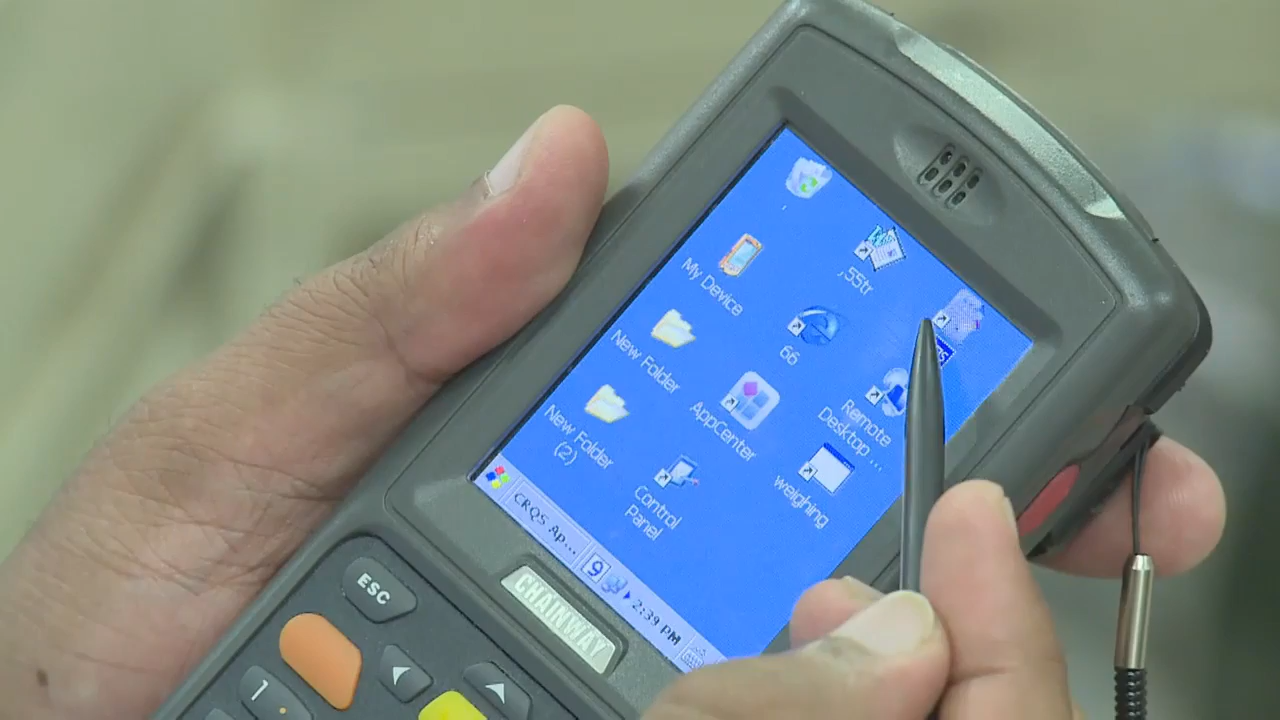 My Device
New Folder
New Folder
(2)
,55tr
66
AppCenter
Control
Panel
Remote
Desktop ...
weighing
CRQS Ap...
9
2:39 PM
CHAINWAY
ESC
1